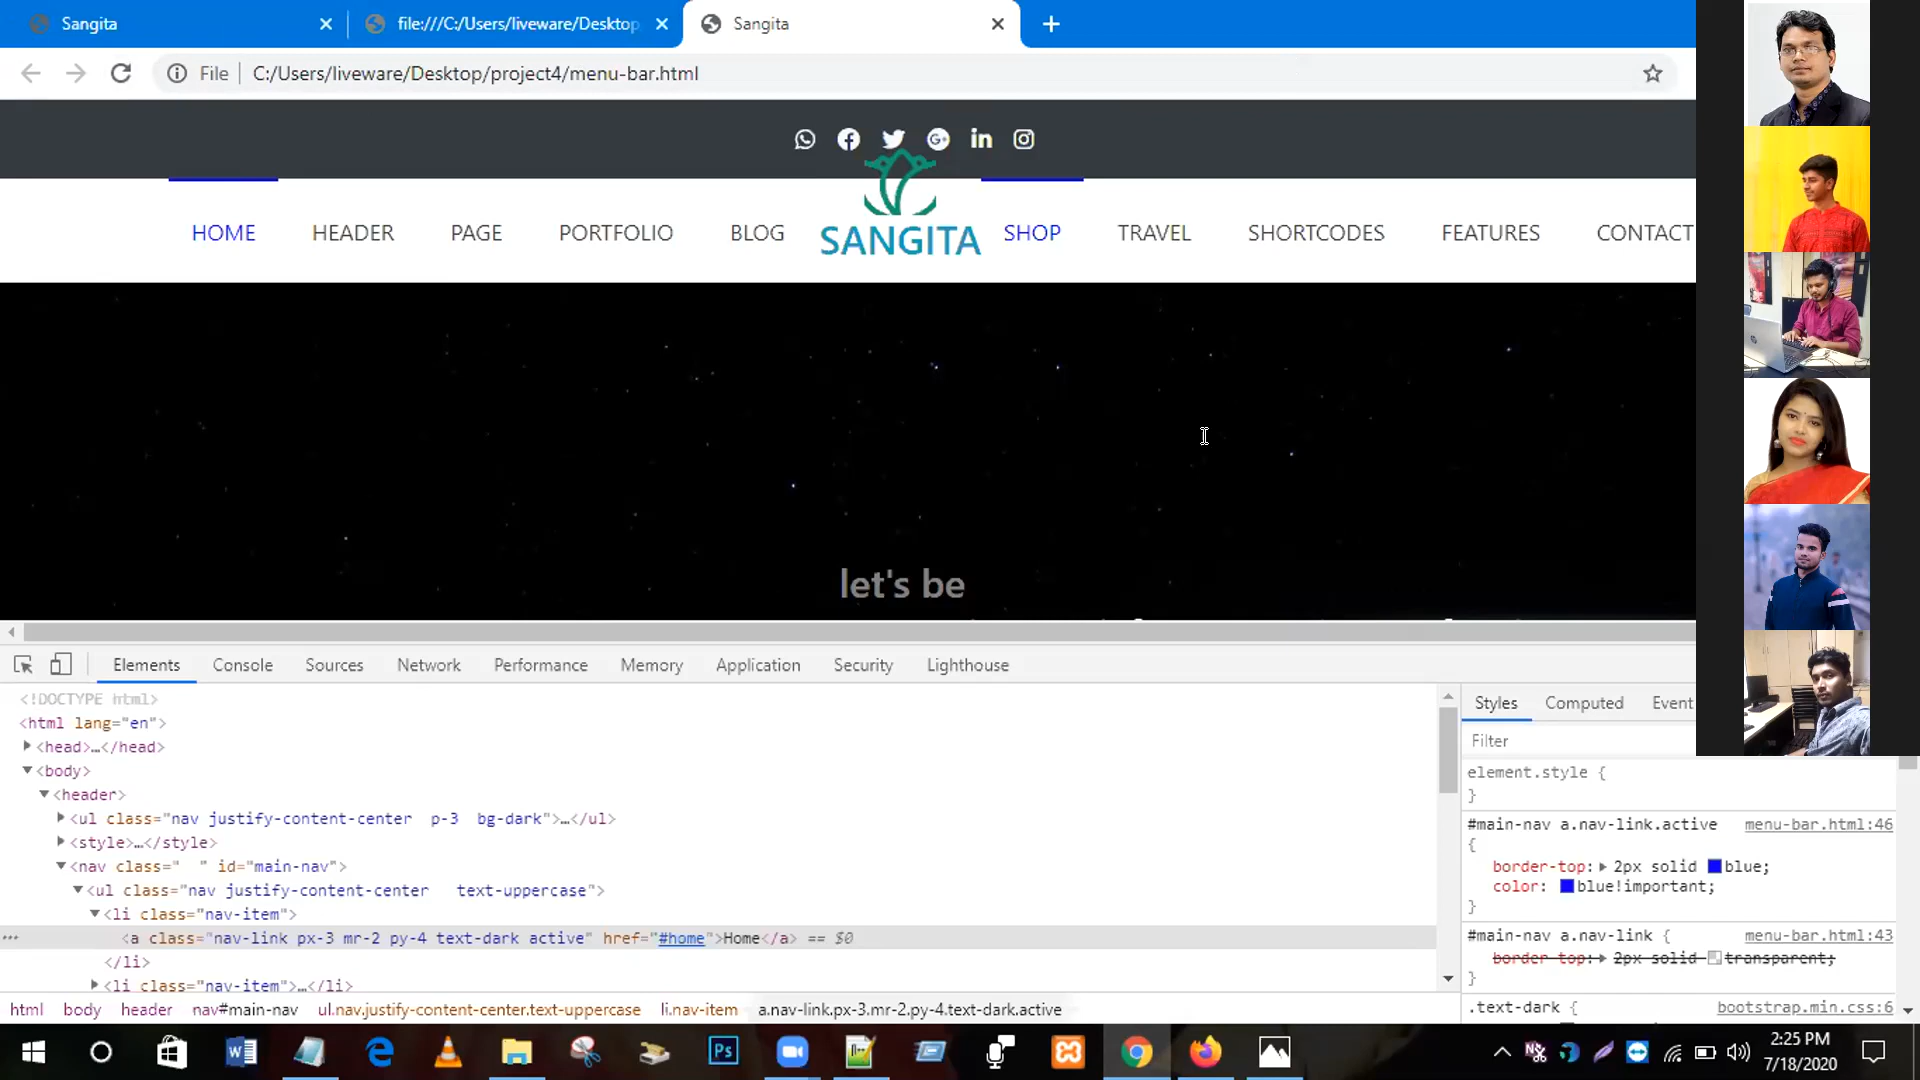 Sangita
file:///C:/Users/liveware/Desktop
Sangita
File
C:/Users/liveware/Desktop/project4/menu-bar.html
HOME HEADER PAGE PORTFOLIO BLOG SANGITA SHOP TRAVEL SHORTCODES FEATURES CONTACT
let's be
Elements Console Sources Network Performance Memory Application Security Lighthouse
<!DOCTYPE html>
<html lang="en">
<head>…</head>
<body>
<header>
<ul class="nav justify-content-center  p-3  bg-dark">…</ul>
<style>…</style>
<nav class="  " id="main-nav">
<ul class="nav justify-content-center   text-uppercase">
<li class="nav-item">
<a class="nav-link px-3 mr-2 py-4 text-dark active" href="#home">Home</a> == $0
</li>
<li class="nav-item">…</li>
html body header nav#main-nav ul.nav.justify-content-center.text-uppercase li.nav-item a.nav-link.px-3.mr-2.py-4.text-dark.active
Styles Computed Event
Filter
element.style {
}
#main-nav a.nav-link.active menu-bar.html:46
{
border-top: 2px solid blue;
color: blue!important;
}
#main-nav a.nav-link { menu-bar.html:43
border-top: 2px solid transparent;
}
.text-dark { bootstrap.min.css:6
2:25 PM
7/18/2020